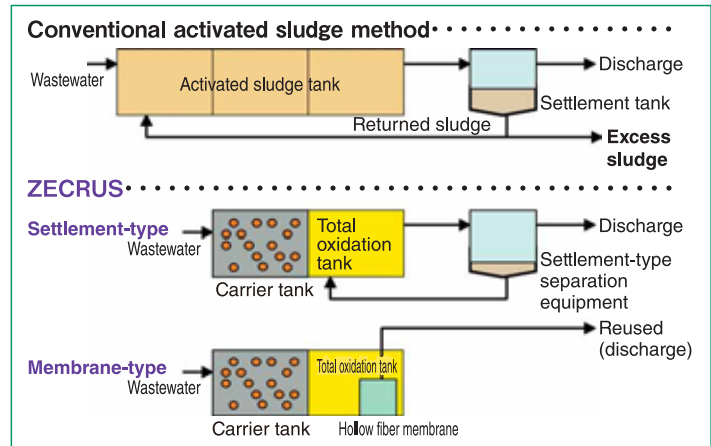 Conventional activated sludge method
Wastewater
Activated sludge tank
Discharge
Settlement tank
Returned sludge
Excess
sludge
ZECRUS
Settlement-type
Wastewater
Total
oxidation
tank
Carrier tank
Discharge
Settlement-type
separation
equipment
Membrane-type
Wastewater
Total oxidation tank
Carrier tank
Hollow fiber membrane
Reused
(discharge)